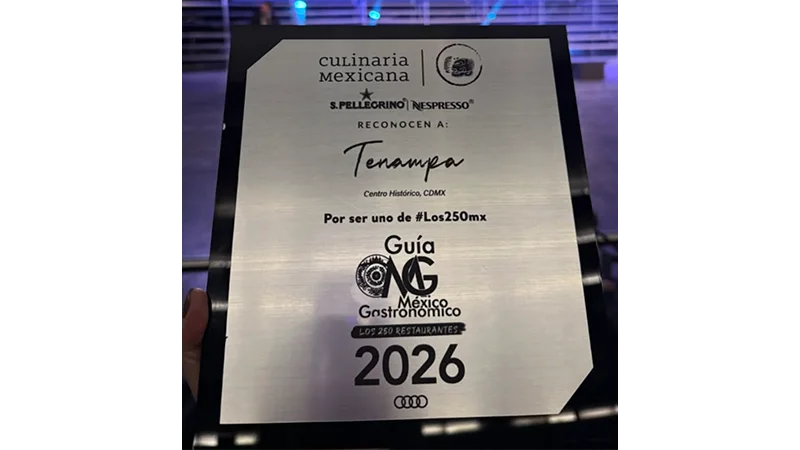 culinaria
mexicana
S.PELLEGRINO® | NESPRESSO®
RECONOCEN A:
Tenampa
Centro Histórico, CDMX
Por ser uno de #Los250mx
Guía
MG
México
Gastronómico
LOS 250 RESTAURANTES
2026